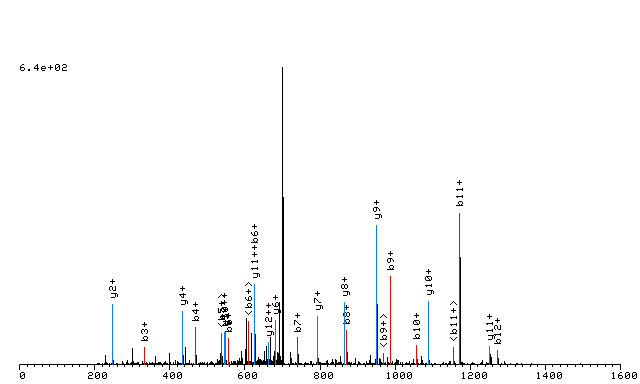 6.4e+02
b11+
y9+
y11++b6+
b9+
y2+
y10+
y8+
y4+
b6+>
y6+
y7+
b4+
b8+
y12++
b3+
b7+
b9+>
b10+
b11+>
y11+
b12+
0 200 400 600 800 1000 1200 1400 1600